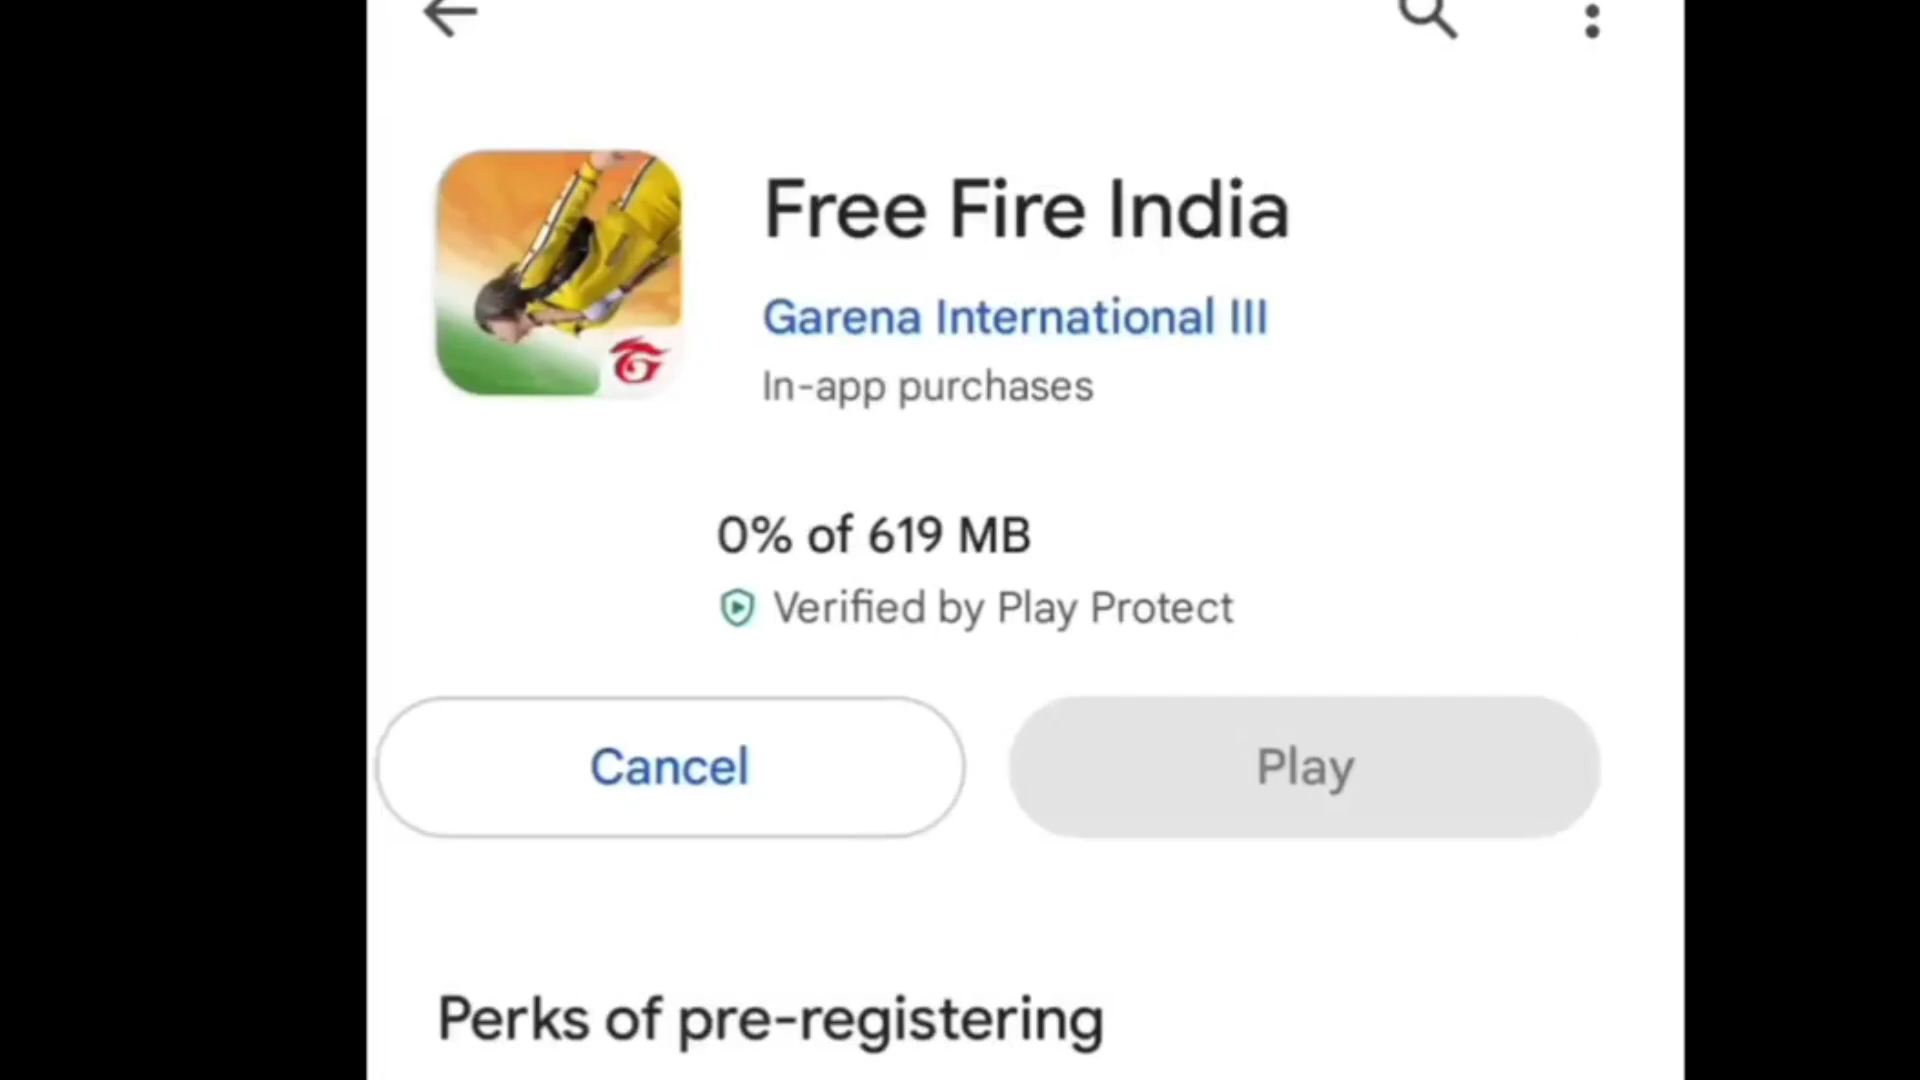 Free Fire India
Garena International III
In-app purchases
0% of 619 MB
Verified by Play Protect
Cancel
Play
Perks of pre-registering